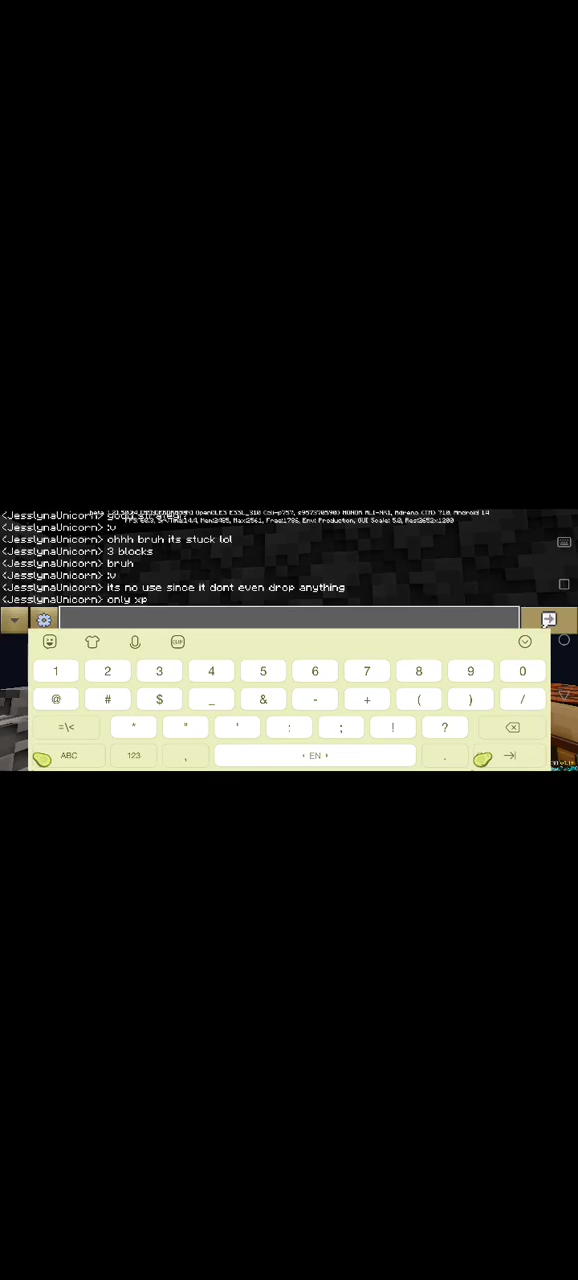 <JesslynaUnicorn>
<JesslynaUnicorn> :v
<JesslynaUnicorn> ohhh bruh its stuck lol
<JesslynaUnicorn> 3 blocks
<JesslynaUnicorn> bruh
<JesslynaUnicorn> :v
<JesslynaUnicorn> its no use since it dont even drop anything
<JesslynaUnicorn> only xp
CLIP
1 2 3 4 5 6 7 8 9 0
@ # $ _ & - + ( ) /
=\< * " ' : ; ! ?
ABC 123 , EN .